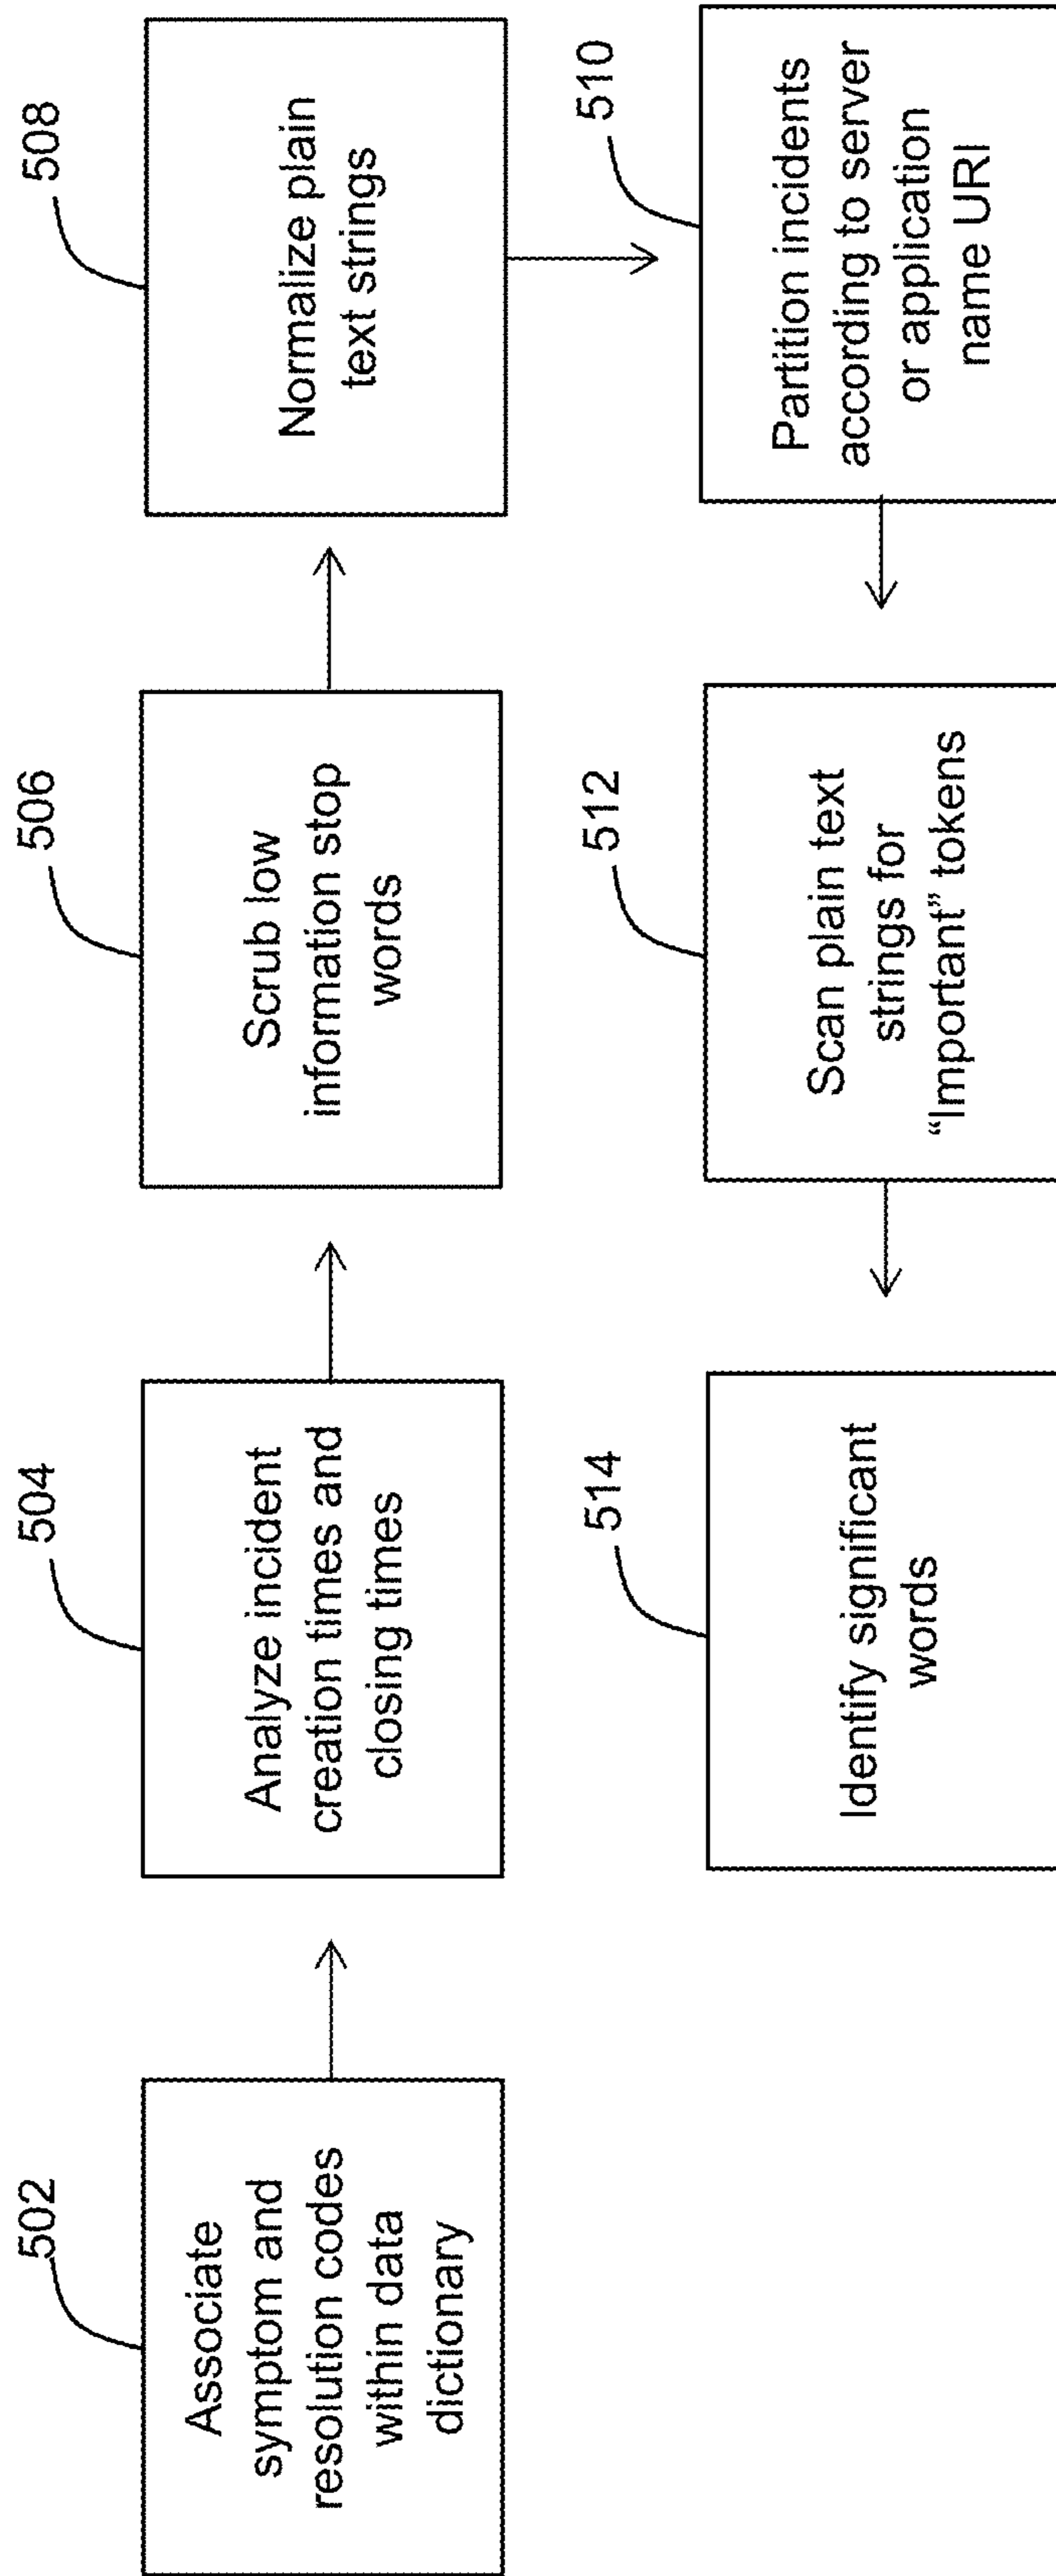 502
Associate
symptom and
resolution codes
within data
dictionary
504
Analyze incident
creation times and
closing times
506
Scrub low
information stop
words
508
Normalize plain
text strings
510
Partition incidents
according to server
or application
name URI
512
Scan plain text
strings for
“Important” tokens
514
Identify significant
words